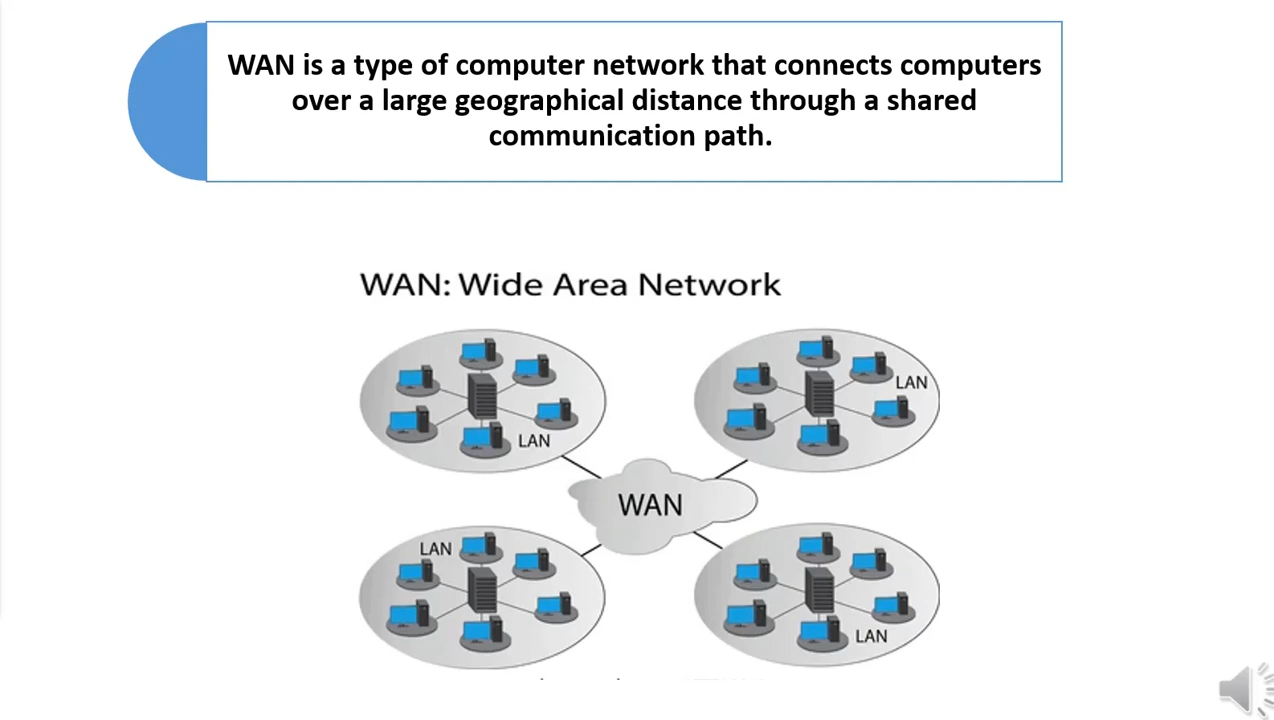 WAN is a type of computer network that connects computers
over a large geographical distance through a shared
communication path.
WAN: Wide Area Network
LAN
LAN
WAN
LAN
LAN